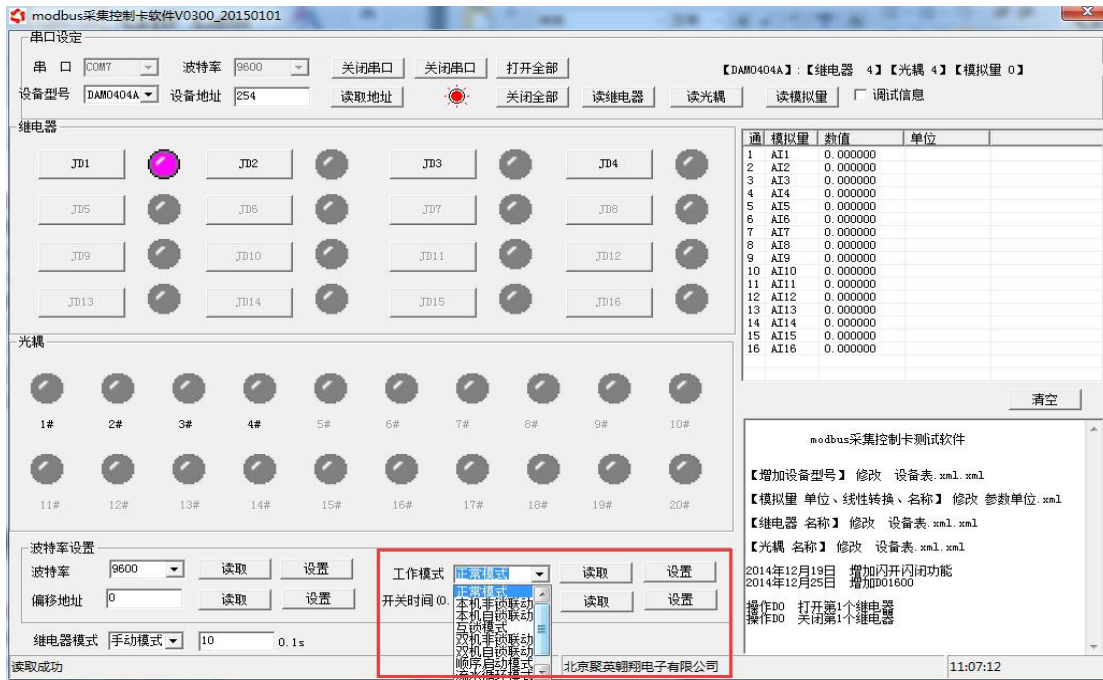 modbus采集控制卡软件V0300_20150101
串口设定
串 口 COM7 波特率 9600 关闭串口 关闭串口 打开全部 【DAM0404A】:【继电器 4】【光耦 4】【模拟量 0】
设备型号 DAM0404A 设备地址 254 读取地址 关闭全部 读继电器 读光耦 读模拟量 调试信息
继电器
JD1 JD2 JD3 JD4
JD5 JD6 JD7 JD8
JD9 JD10 JD11 JD12
JD13 JD14 JD15 JD16
通 模拟量 数值 单位
1 AI1 0.000000
2 AI2 0.000000
3 AI3 0.000000
4 AI4 0.000000
5 AI5 0.000000
6 AI6 0.000000
7 AI7 0.000000
8 AI8 0.000000
9 AI9 0.000000
10 AI10 0.000000
11 AI11 0.000000
12 AI12 0.000000
13 AI13 0.000000
14 AI14 0.000000
15 AI15 0.000000
16 AI16 0.000000
清空
光耦
1# 2# 3# 4# 5# 6# 7# 8# 9# 10#
11# 12# 13# 14# 15# 16# 17# 18# 19# 20#
modbus采集控制卡测试软件
【增加设备型号】 修改 设备表.xml.xml
【模拟量 单位、线性转换、名称】 修改 参数单位.xml
【继电器 名称】 修改 设备表.xml.xml
【光耦 名称】 修改 设备表.xml.xml
2014年12月19日 增加闪开闪闭功能
2014年12月25日 增加DO1600
操作DO 打开第1个继电器
操作DO 关闭第1个继电器
波特率设置
波特率 9600 读取 设置
偏移地址 0 读取 设置
继电器模式 手动模式 10 0.1s
工作模式 正常模式 读取 设置
开关时间(0. 读取 设置
正常模式
本机非锁联动
本机自锁联动
互锁模式
双机非锁联动
双机自锁联动
顺序启动模式
流水循环模式
读取成功 北京聚英翱翔电子有限公司 11:07:12